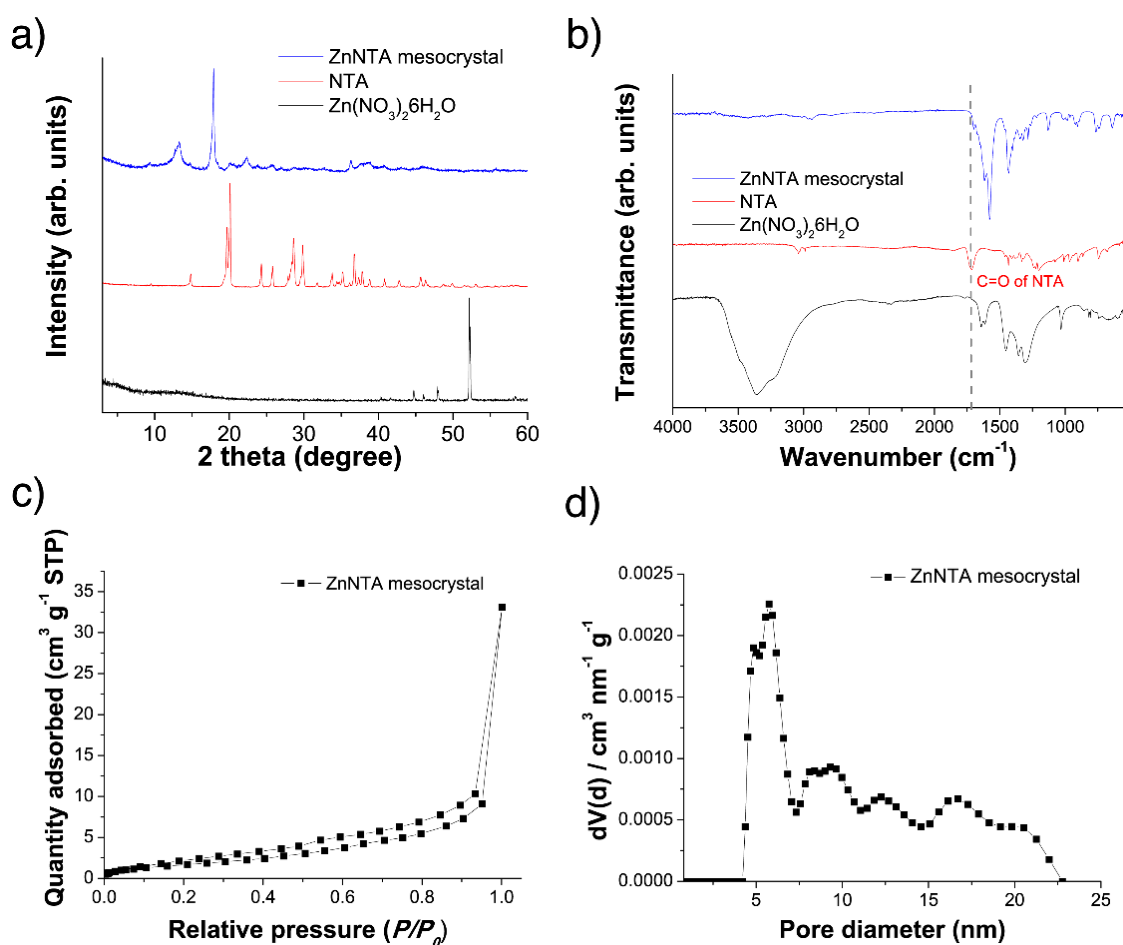 a)
ZnNTA mesocrystal
NTA
Zn(NO₃)₂6H₂O
Intensity (arb. units)
10 20 30 40 50 60
2 theta (degree)
b)
ZnNTA mesocrystal
NTA
Zn(NO₃)₂6H₂O
C=O of NTA
Transmittance (arb. units)
4000 3500 3000 2500 2000 1500 1000
Wavenumber (cm⁻¹)
c)
ZnNTA mesocrystal
Quantity adsorbed (cm³ g⁻¹ STP)
35
30
25
20
15
10
5
0
0.0 0.2 0.4 0.6 0.8 1.0
Relative pressure (P/P₀)
d)
ZnNTA mesocrystal
dV(d) / cm³ nm⁻¹ g⁻¹
0.0025
0.0020
0.0015
0.0010
0.0005
0.0000
5 10 15 20 25
Pore diameter (nm)